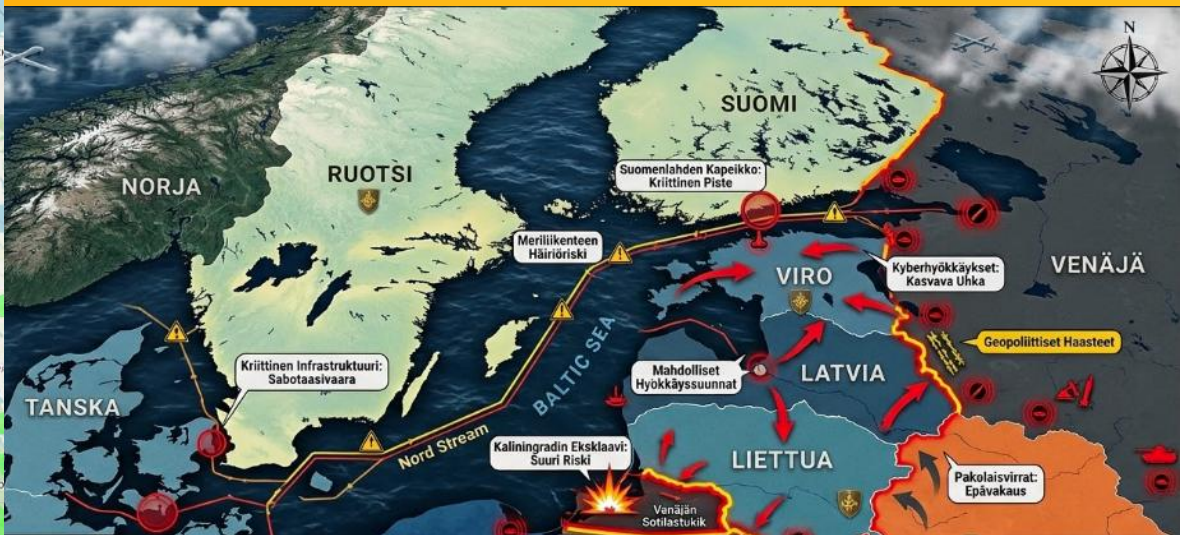 N
SUOMI
NORJA
RUOTSI
Suomenlahden Kapeikko:
Kriittinen Piste
Meriliikenteen
Häiriöriski
VIRO
Kyberhyökkäykset:
Kasvava Uhka
VENÄJÄ
Geopoliittiset Haasteet
Kriittinen Infrastruktuuri:
Sabotaasivaara
TANSKA
BALTIC SEA
Mahdolliset
Hyökkäyssuunnat
LATVIA
Nord Stream
Kaliningradin Eksklaavi:
Suuri Riski
LIETTUA
Pakolaisvirrat:
Epävakaus
Venäjän
Sotilastukik